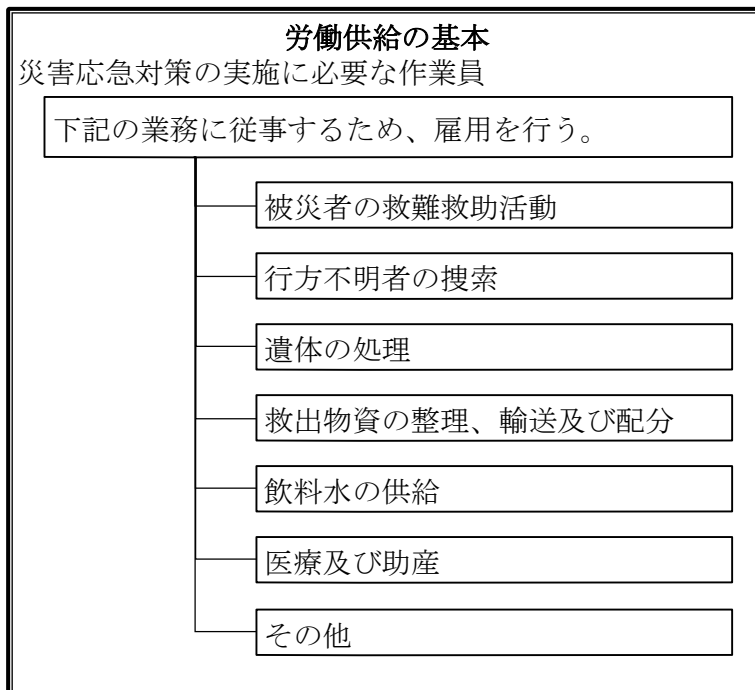 労働供給の基本
災害応急対策の実施に必要な作業員
下記の業務に従事するため、雇用を行う。
被災者の救難救助活動
行方不明者の捜索
遺体の処理
救出物資の整理、輸送及び配分
飲料水の供給
医療及び助産
その他